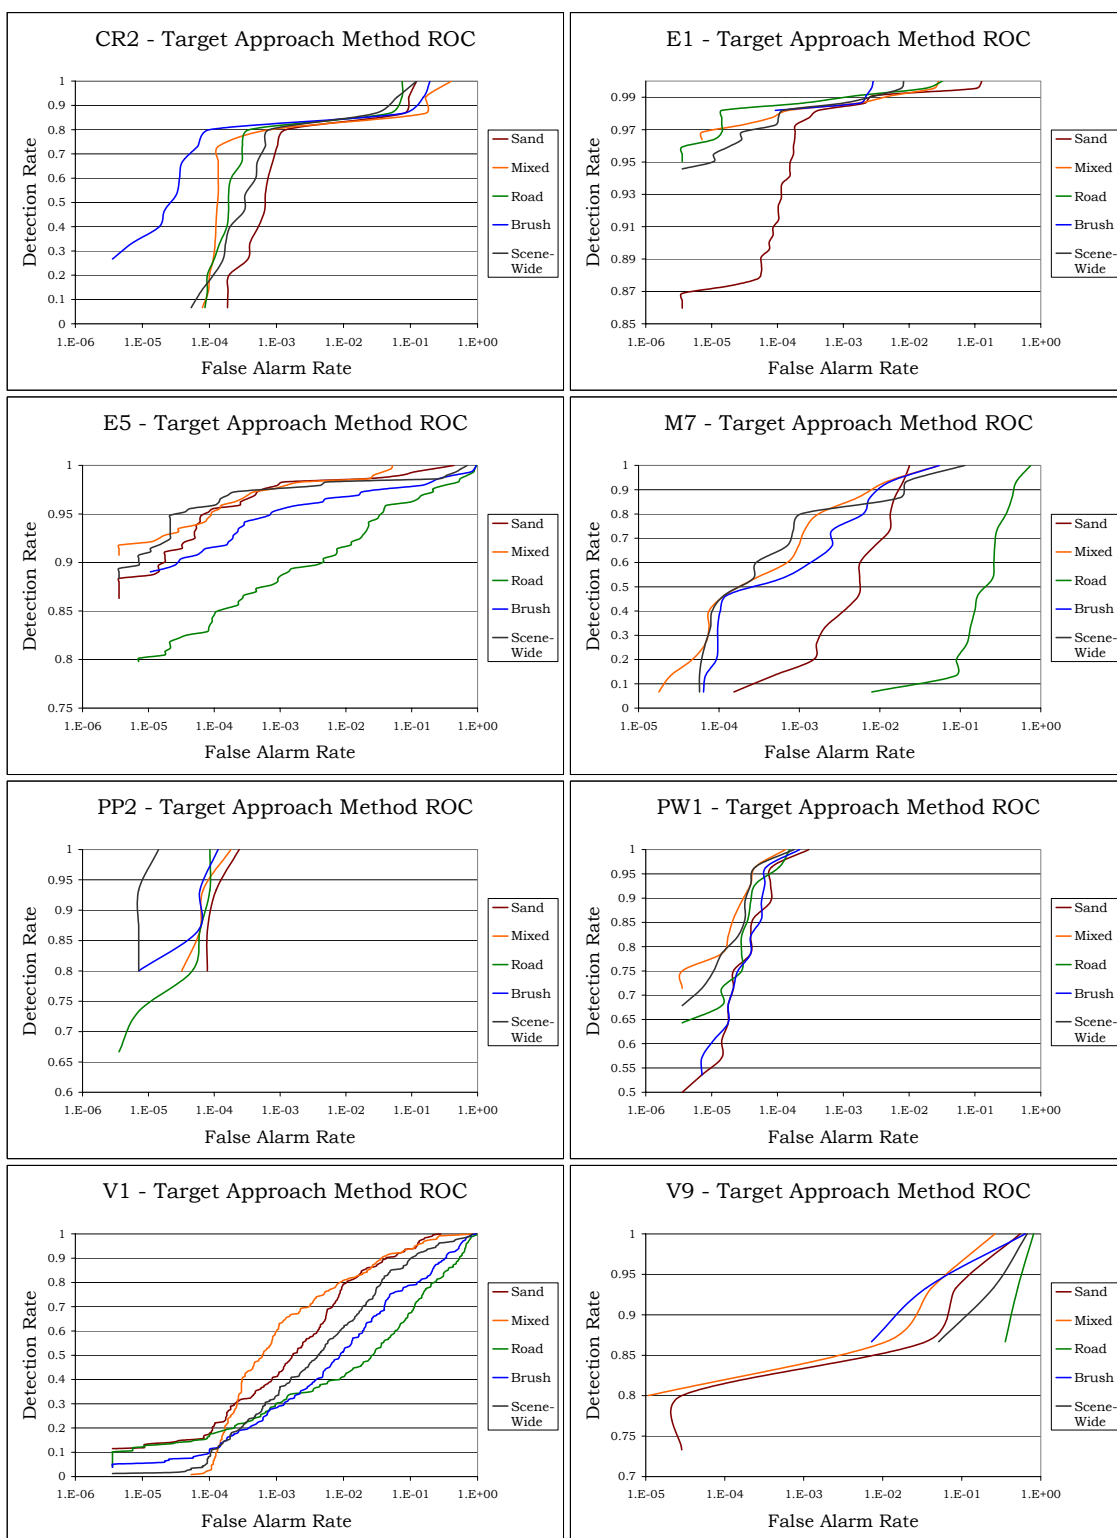 CR2 - Target Approach Method ROC
1
0.9
0.8
0.7
0.6
0.5
0.4
0.3
0.2
0.1
0
Detection Rate
1.E-06 1.E-05 1.E-04 1.E-03 1.E-02 1.E-01 1.E+00
False Alarm Rate
Sand
Mixed
Road
Brush
Scene-
Wide
E1 - Target Approach Method ROC
0.99
0.97
0.95
0.93
0.91
0.89
0.87
0.85
Detection Rate
1.E-06 1.E-05 1.E-04 1.E-03 1.E-02 1.E-01 1.E+00
False Alarm Rate
Sand
Mixed
Road
Brush
Scene-
Wide
E5 - Target Approach Method ROC
1
0.95
0.9
0.85
0.8
0.75
Detection Rate
1.E-06 1.E-05 1.E-04 1.E-03 1.E-02 1.E-01 1.E+00
False Alarm Rate
Sand
Mixed
Road
Brush
Scene-
Wide
M7 - Target Approach Method ROC
1
0.9
0.8
0.7
0.6
0.5
0.4
0.3
0.2
0.1
0
Detection Rate
1.E-05 1.E-04 1.E-03 1.E-02 1.E-01 1.E+00
False Alarm Rate
Sand
Mixed
Road
Brush
Scene-
Wide
PP2 - Target Approach Method ROC
1
0.95
0.9
0.85
0.8
0.75
0.7
0.65
0.6
Detection Rate
1.E-06 1.E-05 1.E-04 1.E-03 1.E-02 1.E-01 1.E+00
False Alarm Rate
Sand
Mixed
Road
Brush
Scene-
Wide
PW1 - Target Approach Method ROC
1
0.95
0.9
0.85
0.8
0.75
0.7
0.65
0.6
0.55
0.5
Detection Rate
1.E-06 1.E-05 1.E-04 1.E-03 1.E-02 1.E-01 1.E+00
False Alarm Rate
Sand
Mixed
Road
Brush
Scene-
Wide
V1 - Target Approach Method ROC
1
0.9
0.8
0.7
0.6
0.5
0.4
0.3
0.2
0.1
0
Detection Rate
1.E-06 1.E-05 1.E-04 1.E-03 1.E-02 1.E-01 1.E+00
False Alarm Rate
Sand
Mixed
Road
Brush
Scene-
Wide
V9 - Target Approach Method ROC
1
0.95
0.9
0.85
0.8
0.75
0.7
Detection Rate
1.E-05 1.E-04 1.E-03 1.E-02 1.E-01 1.E+00
False Alarm Rate
Sand
Mixed
Road
Brush
Scene-
Wide